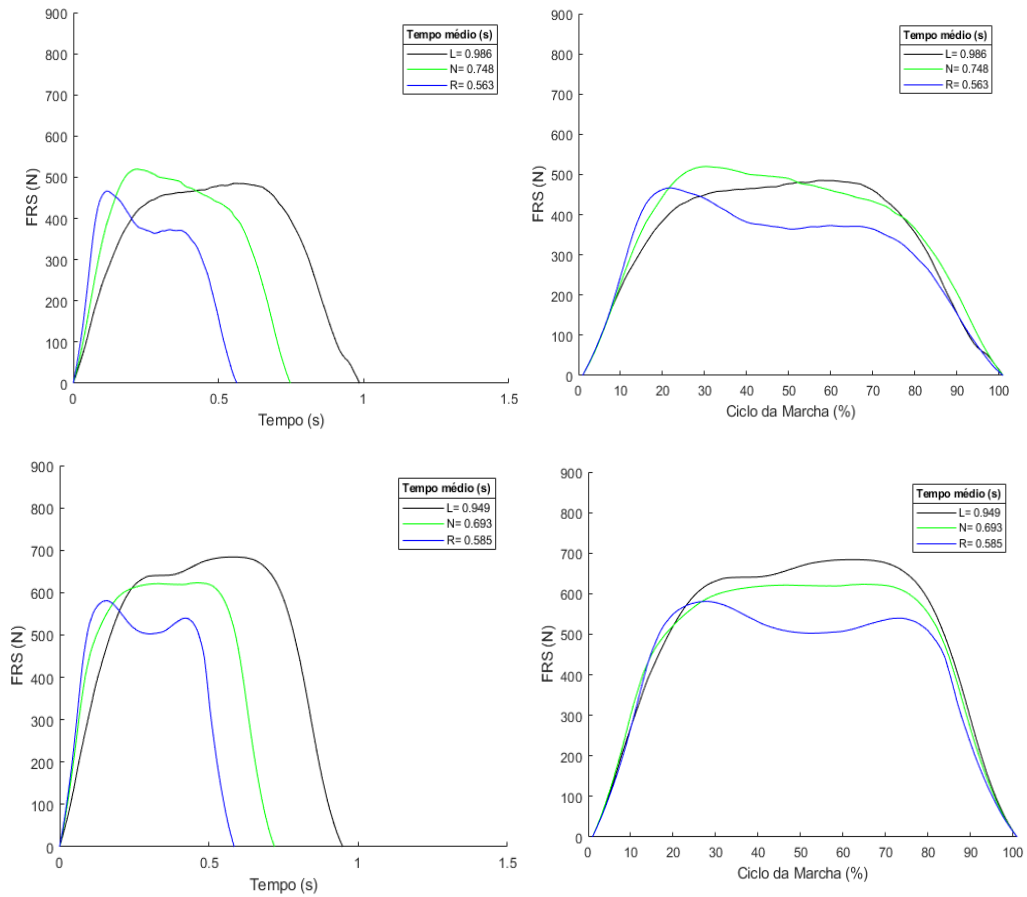 900
800
700
600
500
400
300
200
100
0
FRS (N)
Tempo médio (s)
L= 0.986
N= 0.748
R= 0.563
0 0.5 1 1.5
Tempo (s)
900
800
700
600
500
400
300
200
100
0
FRS (N)
Tempo médio (s)
L= 0.986
N= 0.748
R= 0.563
0 10 20 30 40 50 60 70 80 90 100
Ciclo da Marcha (%)
900
800
700
600
500
400
300
200
100
0
FRS (N)
Tempo médio (s)
L= 0.949
N= 0.693
R= 0.585
0 0.5 1 1.5
Tempo (s)
900
800
700
600
500
400
300
200
100
0
FRS (N)
Tempo médio (s)
L= 0.949
N= 0.693
R= 0.585
0 10 20 30 40 50 60 70 80 90 100
Ciclo da Marcha (%)